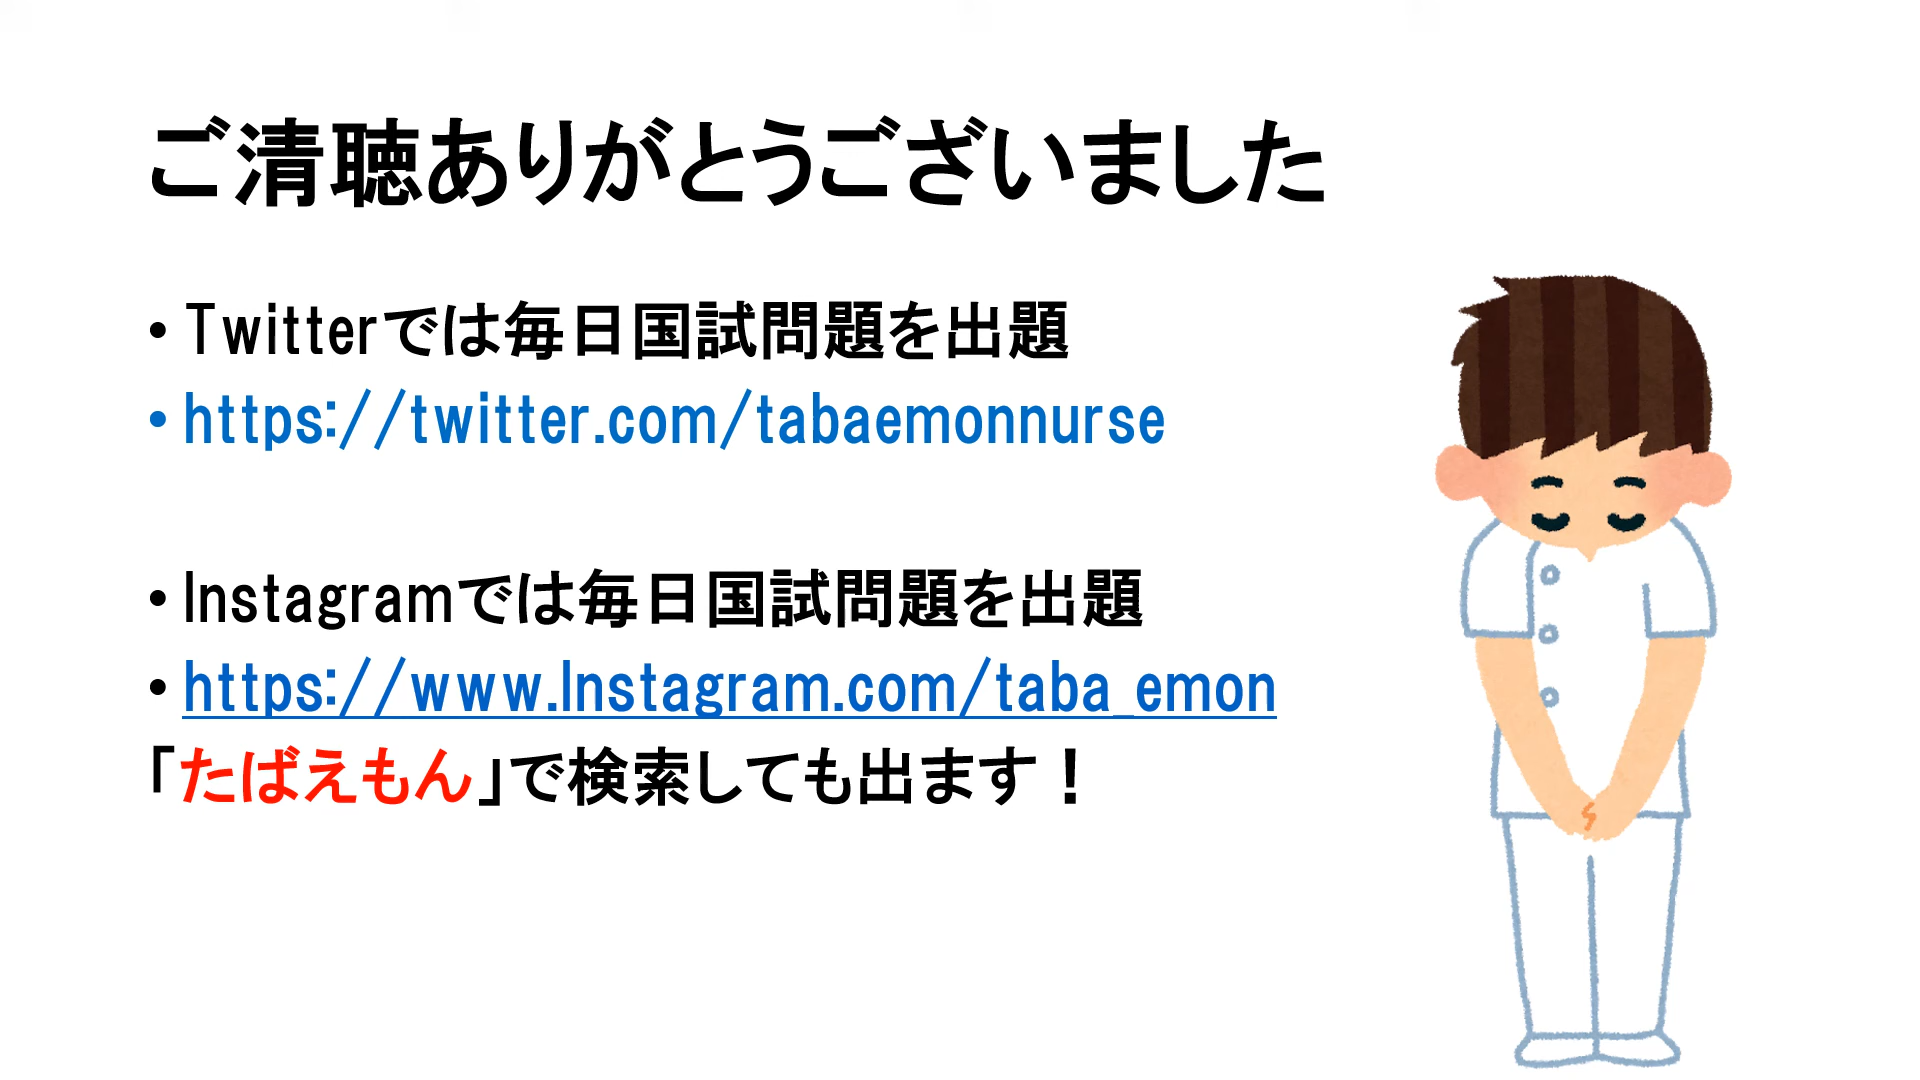 ご清聴ありがとうございました
• Twitterでは毎日国試問題を出題
• https://twitter.com/tabaemonnurse
• Instagramでは毎日国試問題を出題
• https://www.Instagram.com/taba_emon
「たばえもん」で検索しても出ます！